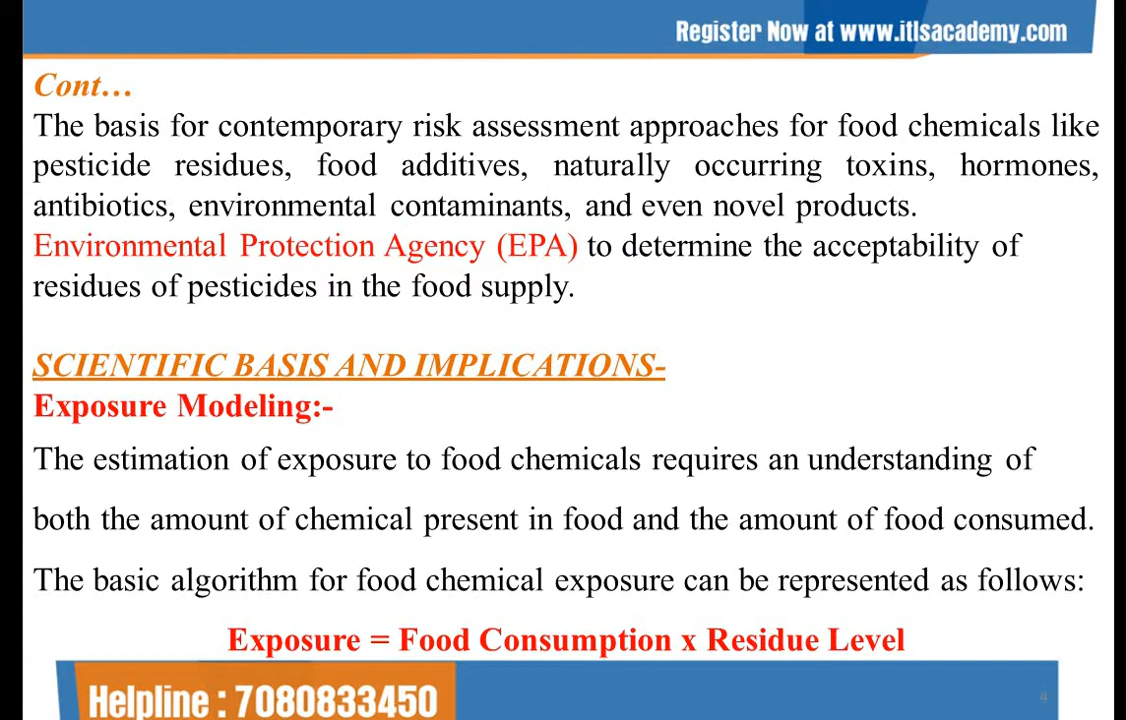 Register Now at www.itlsacademy.com
Cont…
The basis for contemporary risk assessment approaches for food chemicals like
pesticide residues, food additives, naturally occurring toxins, hormones,
antibiotics, environmental contaminants, and even novel products.
Environmental Protection Agency (EPA) to determine the acceptability of
residues of pesticides in the food supply.
SCIENTIFIC BASIS AND IMPLICATIONS-
Exposure Modeling:-
The estimation of exposure to food chemicals requires an understanding of
both the amount of chemical present in food and the amount of food consumed.
The basic algorithm for food chemical exposure can be represented as follows:
Exposure = Food Consumption x Residue Level
Helpline : 7080833450
4